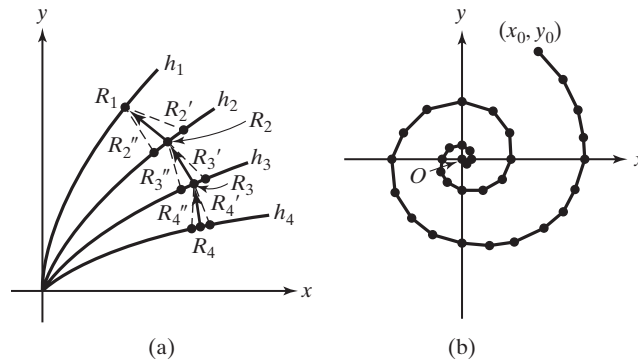 y
h₁
R₁
R₂′
h₂
R₂
R₂″
R₃′
h₃
R₃″
R₃
R₄″
R₄′
h₄
R₄
x
(a)
y
(x₀, y₀)
O
x
(b)